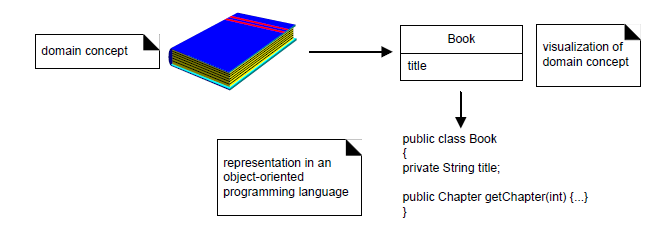 domain concept
Book
title
visualization of
domain concept
representation in an
object-oriented
programming language
public class Book
{
private String title;
public Chapter getChapter(int) {...}
}